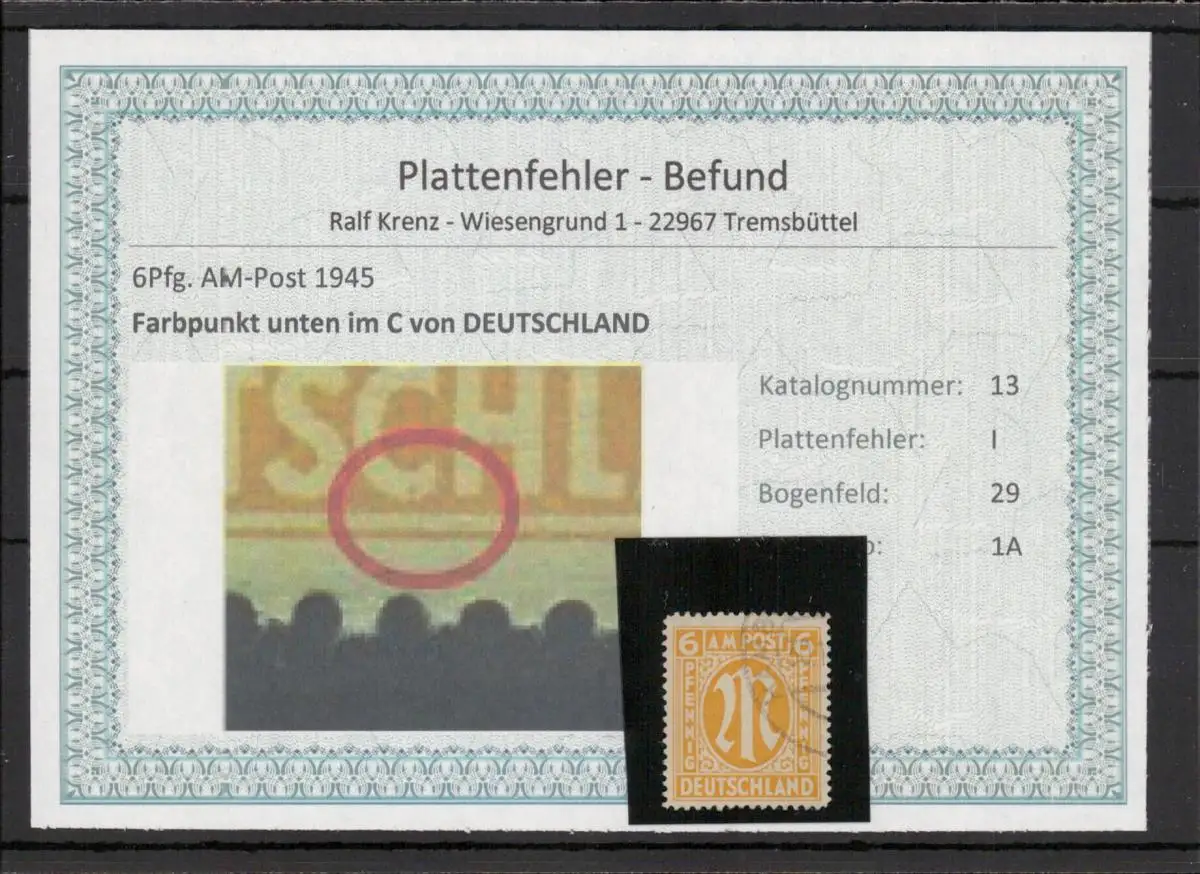 Plattenfehler - Befund
Ralf Krenz - Wiesengrund 1 - 22967 Tremsbüttel
6Pfg. AM-Post 1945
Farbpunkt unten im C von DEUTSCHLAND
SCHL
Katalognummer: 13
Plattenfehler: I
Bogenfeld: 29
1A
6 AM POST 6
PFENNIG
PFENNIG
DEUTSCHLAND